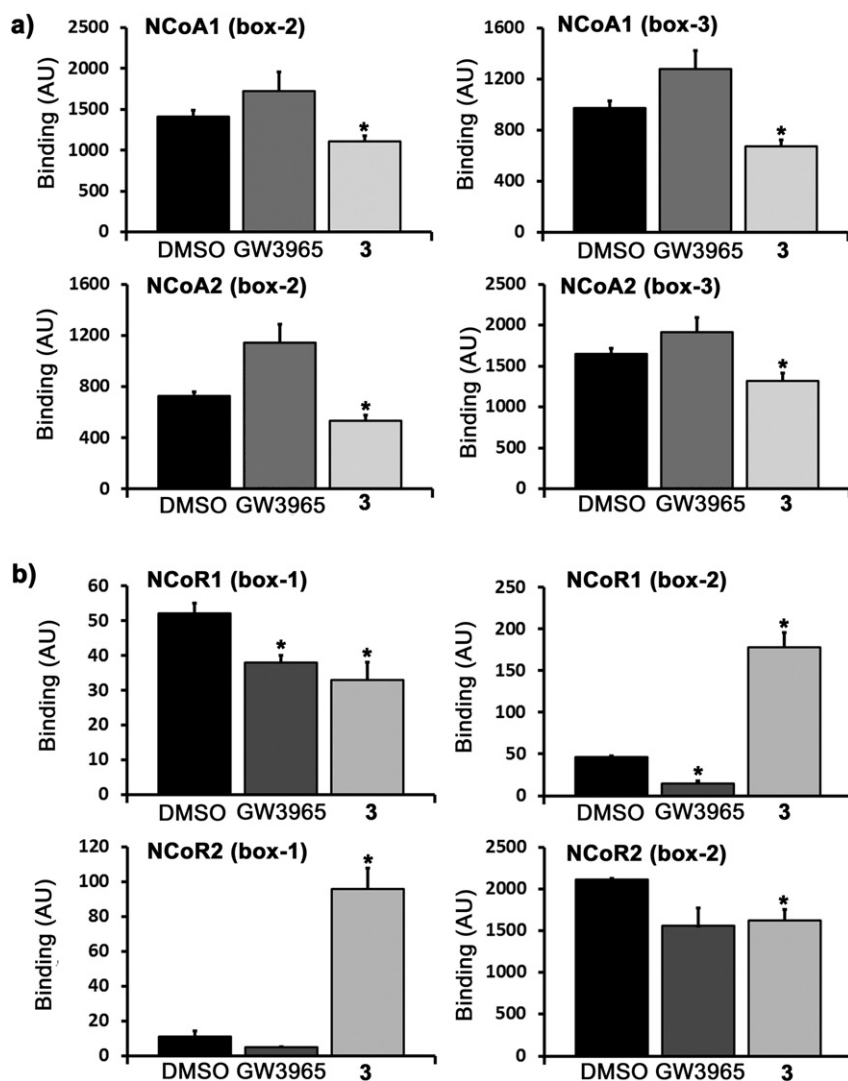 a)
NCoA1 (box-2)
Binding (AU)
2500
2000
1500
1000
500
0
*
DMSO GW3965 3
NCoA1 (box-3)
Binding (AU)
1600
1200
800
400
0
*
DMSO GW3965 3
NCoA2 (box-2)
Binding (AU)
1600
1200
800
400
0
*
DMSO GW3965 3
NCoA2 (box-3)
Binding (AU)
2500
2000
1500
1000
500
0
*
DMSO GW3965 3
b)
NCoR1 (box-1)
Binding (AU)
60
50
40
30
20
10
0
* *
DMSO GW3965 3
NCoR1 (box-2)
Binding (AU)
250
200
150
100
50
0
* *
DMSO GW3965 3
NCoR2 (box-1)
Binding (AU)
120
100
80
60
40
20
0
*
DMSO GW3965 3
NCoR2 (box-2)
Binding (AU)
2500
2000
1500
1000
500
0
*
DMSO GW3965 3